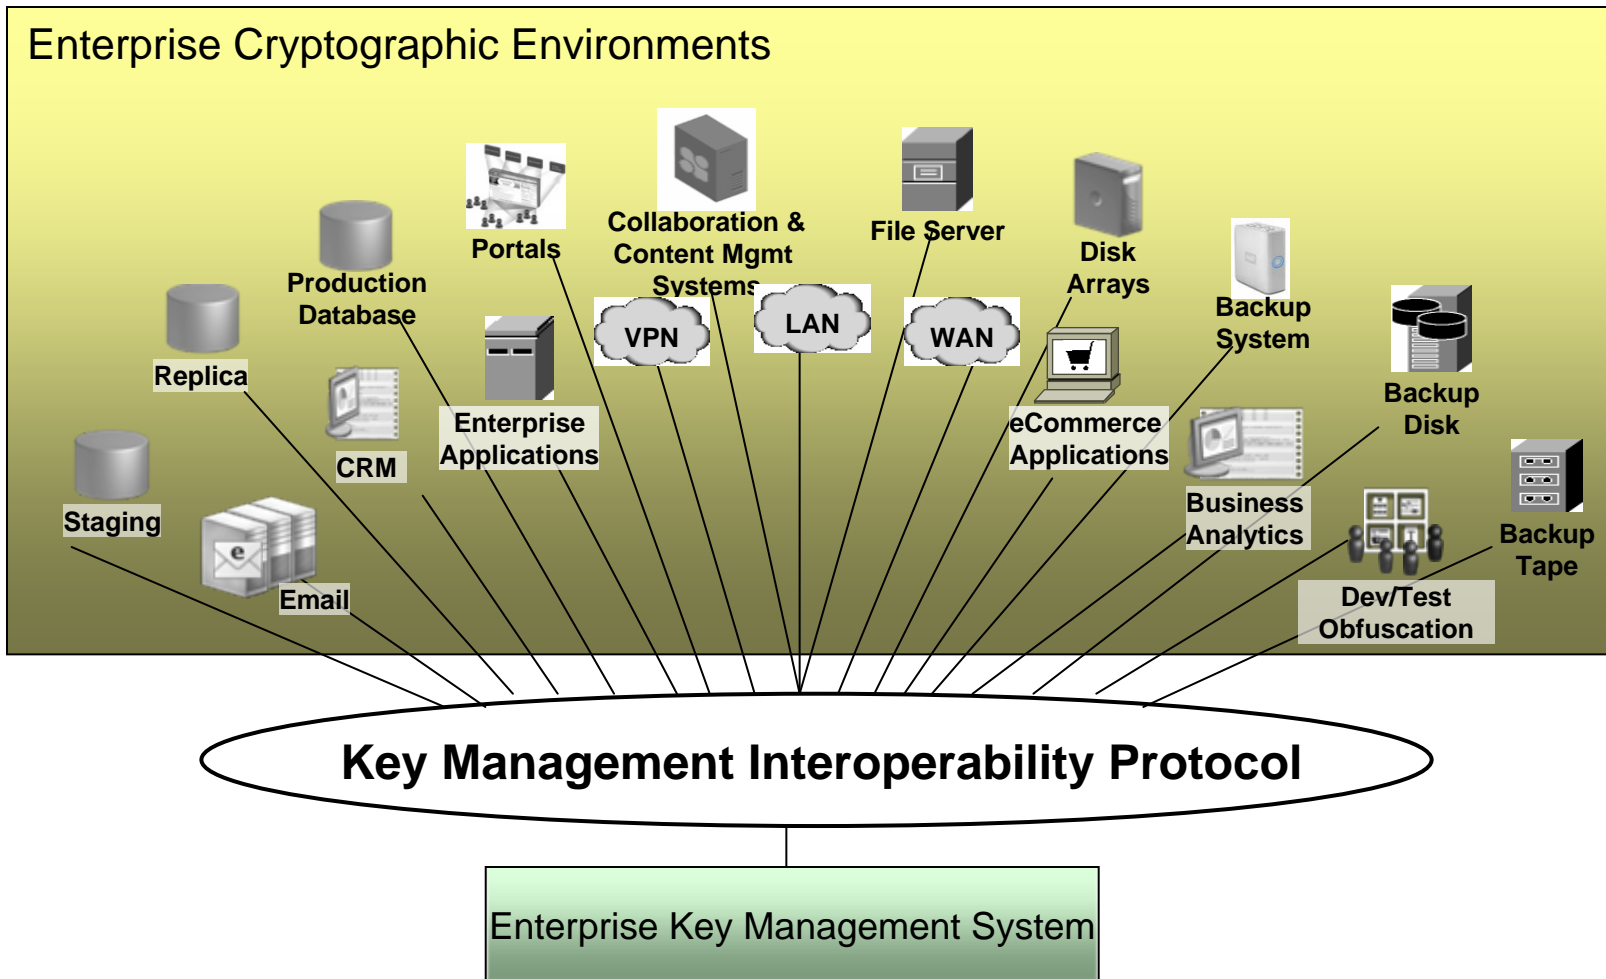 Enterprise Cryptographic Environments
Portals
Collaboration &
Content Mgmt
Systems
File Server
Disk
Arrays
Production
Database
Backup
System
Replica
VPN
LAN
WAN
Backup
Disk
CRM
Enterprise
Applications
eCommerce
Applications
Staging
Business
Analytics
Email
e
Backup
Tape
Dev/Test
Obfuscation
Key Management Interoperability Protocol
Enterprise Key Management System